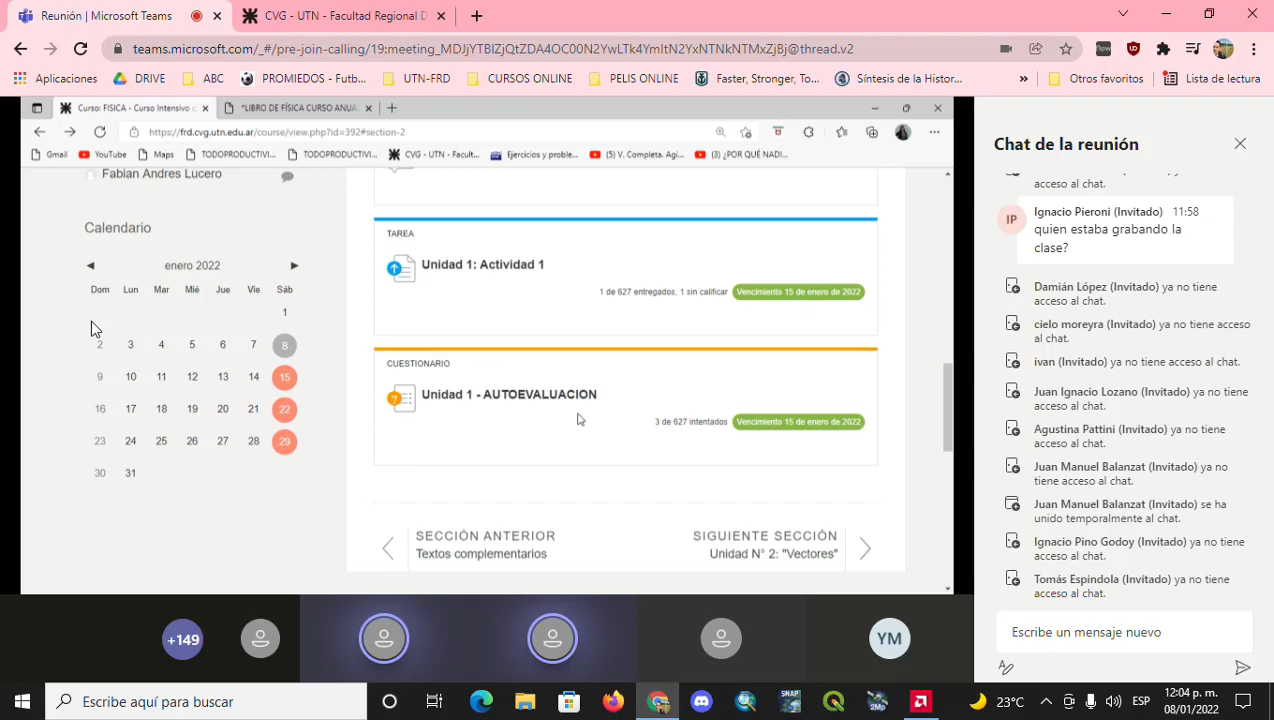 Reunión | Microsoft Teams
CVG - UTN - Facultad Regional D
teams.microsoft.com/_#/pre-join-calling/19:meeting_MDJjYTBlZjQtZDA4OC00N2YwLTk4YmItN2YxNTNkNTMxZjBj@thread.v2
Aplicaciones
DRIVE
ABC
PROMIEDOS - Futb...
UTN-FRD
CURSOS ONLINE
PELIS ONLINE
Faster, Stronger, To...
Síntesis de la Histor...
»
Otros favoritos
Lista de lectura
Curso: FISICA - Curso Intensivo
*LIBRO DE FÍSICA CURSO ANUA
https://frd.cvg.utn.edu.ar/course/view.php?id=392#section-2
Gmail
YouTube
Maps
TODOPRODUCTIVI...
TODOPRODUCTIVI...
CVG - UTN - Facult...
Ejercicios y proble...
(5) V. Completa. Agi...
(3) ¿POR QUÉ NADI...
Fabian Andres Lucero
Calendario
enero 2022
Dom Lun Mar Mié Jue Vie Sáb
1
2 3 4 5 6 7 8
9 10 11 12 13 14 15
16 17 18 19 20 21 22
23 24 25 26 27 28 29
30 31
TAREA
Unidad 1: Actividad 1
1 de 627 entregados, 1 sin calificar Vencimiento 15 de enero de 2022
CUESTIONARIO
Unidad 1 - AUTOEVALUACION
3 de 627 intentados Vencimiento 15 de enero de 2022
SECCIÓN ANTERIOR
Textos complementarios
SIGUIENTE SECCIÓN
Unidad N° 2: "Vectores"
+149
YM
Chat de la reunión
acceso al chat.
IP
Ignacio Pieroni (Invitado) 11:58
quien estaba grabando la
clase?
Damián López (Invitado) ya no tiene
acceso al chat.
cielo moreyra (Invitado) ya no tiene acceso
al chat.
ivan (Invitado) ya no tiene acceso al chat.
Juan Ignacio Lozano (Invitado) ya no tiene
acceso al chat.
Agustina Pattini (Invitado) ya no tiene
acceso al chat.
Juan Manuel Balanzat (Invitado) ya no
tiene acceso al chat.
Juan Manuel Balanzat (Invitado) se ha
unido temporalmente al chat.
Ignacio Pino Godoy (Invitado) ya no tiene
acceso al chat.
Tomás Espindola (Invitado) ya no tiene
acceso al chat.
Escribe un mensaje nuevo
Escribe aquí para buscar
23°C
ESP
12:04 p. m.
08/01/2022